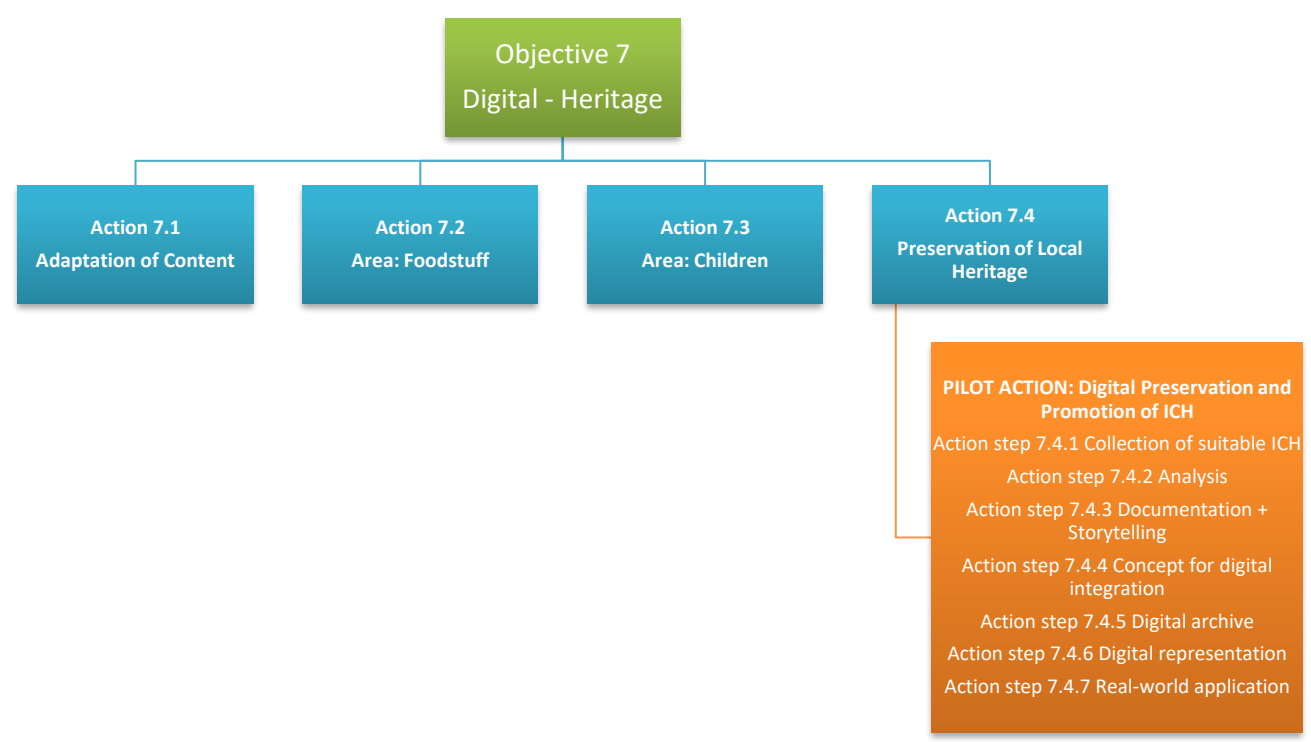 Objective 7
Digital - Heritage
Action 7.1
Adaptation of Content
Action 7.2
Area: Foodstuff
Action 7.3
Area: Children
Action 7.4
Preservation of Local
Heritage
PILOT ACTION: Digital Preservation and
Promotion of ICH
Action step 7.4.1 Collection of suitable ICH
Action step 7.4.2 Analysis
Action step 7.4.3 Documentation +
Storytelling
Action step 7.4.4 Concept for digital
integration
Action step 7.4.5 Digital archive
Action step 7.4.6 Digital representation
Action step 7.4.7 Real-world application